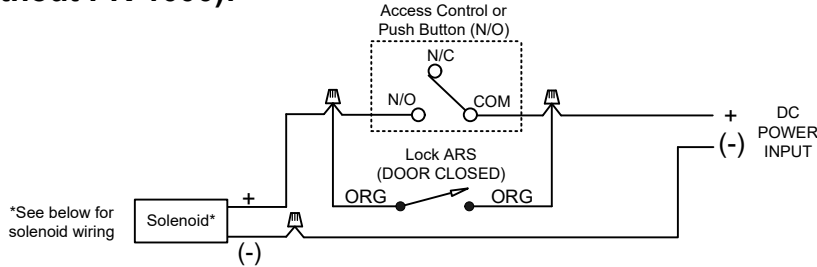 Access Control or
Push Button (N/O)
N/C
N/O
COM
+
DC
POWER
INPUT
(-)
Lock ARS
(DOOR CLOSED)
ORG
ORG
*See below for
solenoid wiring
Solenoid*
+
(-)